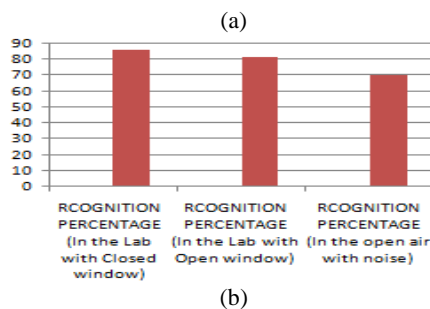 (a)
90
80
70
60
50
40
30
20
10
0
RCOGNITION PERCENTAGE (In the Lab with Closed window)
RCOGNITION PERCENTAGE (In the Lab with Open window)
RCOGNITION PERCENTAGE (In the open air with noise)
(b)